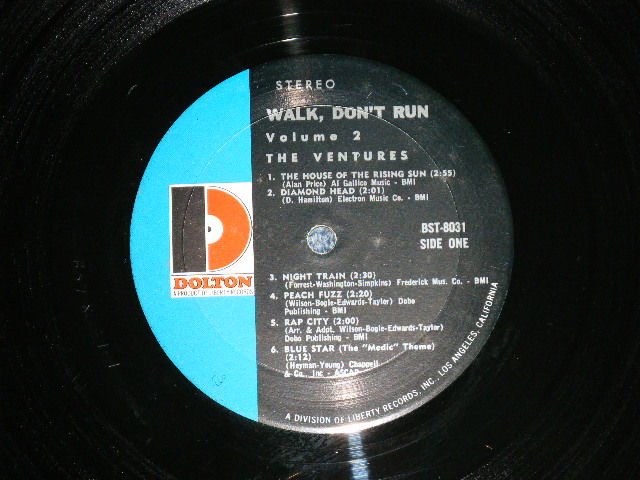 STEREO
WALK, DON'T RUN
Volume 2
THE VENTURES
1. THE HOUSE OF THE RISING SUN (2:55)
(Alan Price) Al Gallico Music - BMI
2. DIAMOND HEAD (2:01)
(D. Hamilton) Electron Music Co. - BMI
BST-8031
SIDE ONE
D
DOLTON
A PRODUCT OF LIBERTY RECORDS
3. NIGHT TRAIN (2:30)
(Forrest-Washington-Simpkins) Frederick Mus. Co. - BMI
4. PEACH FUZZ (2:20)
(Wilson-Bogle-Edwards-Taylor) Dobo
Publishing - BMI
5. RAP CITY (2:00)
(Arr. & Adpt. Wilson-Bogle-Edwards-Taylor)
Dobo Publishing - BMI
6. BLUE STAR (The "Medic" Theme)
(2:12)
(Heyman-Young) Chappell
& Co., Inc - ASCAP
A DIVISION OF LIBERTY RECORDS, INC., LOS ANGELES, CALIFORNIA